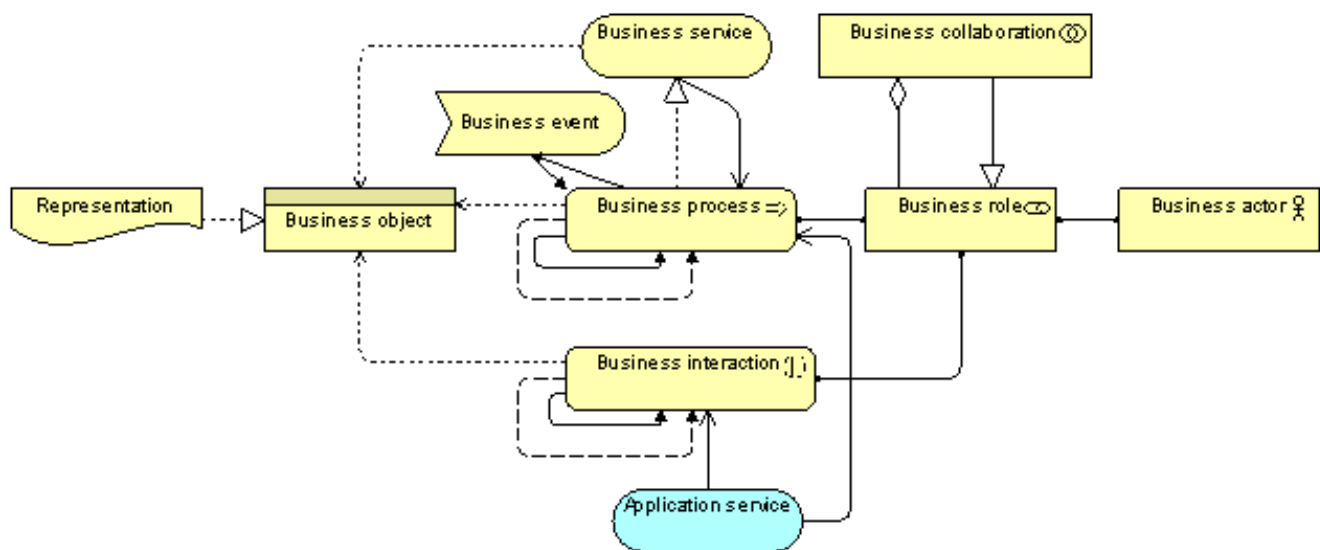 Business service
Business collaboration
Business event
Representation
Business object
Business process
Business role
Business actor
Business interaction
Application service